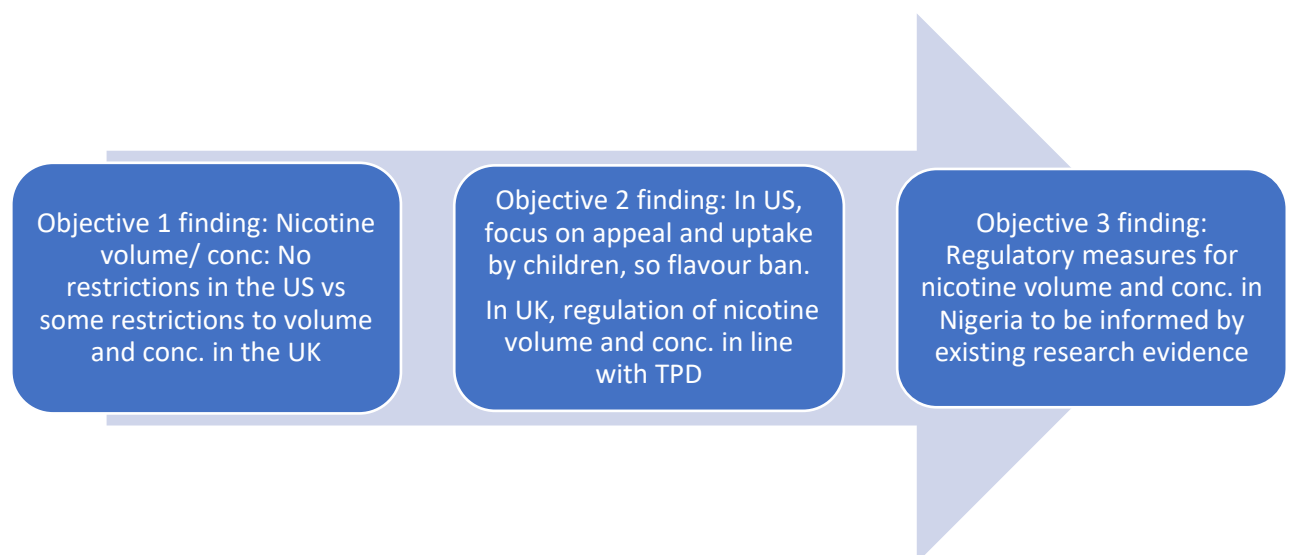 Objective 1 finding: Nicotine
volume/ conc: No
restrictions in the US vs
some restrictions to volume
and conc. in the UK
Objective 2 finding: In US,
focus on appeal and uptake
by children, so flavour ban.
In UK, regulation of nicotine
volume and conc. in line
with TPD
Objective 3 finding:
Regulatory measures for
nicotine volume and conc. in
Nigeria to be informed by
existing research evidence